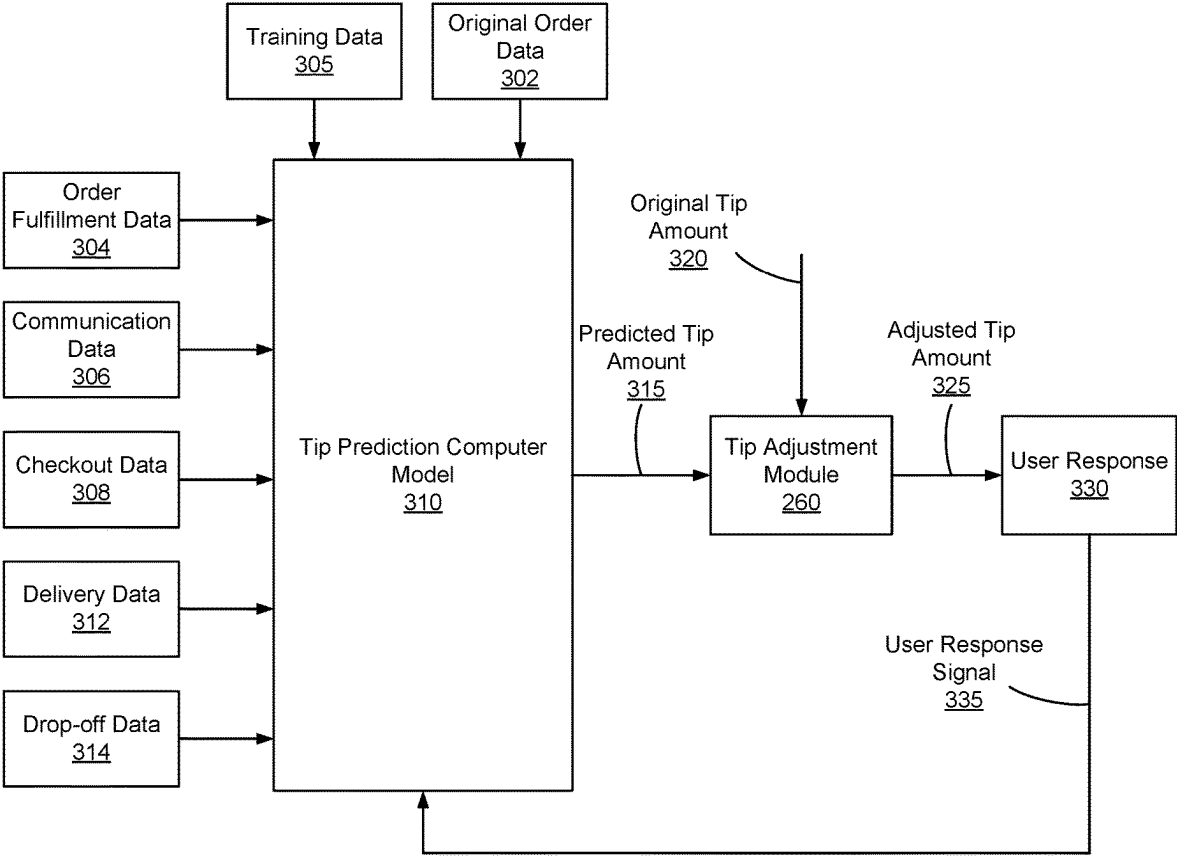 Training Data
305
Original Order
Data
302
Order
Fulfillment Data
304
Communication
Data
306
Checkout Data
308
Delivery Data
312
Drop-off Data
314
Tip Prediction Computer
Model
310
Original Tip
Amount
320
Predicted Tip
Amount
315
Tip Adjustment
Module
260
Adjusted Tip
Amount
325
User Response
330
User Response
Signal
335